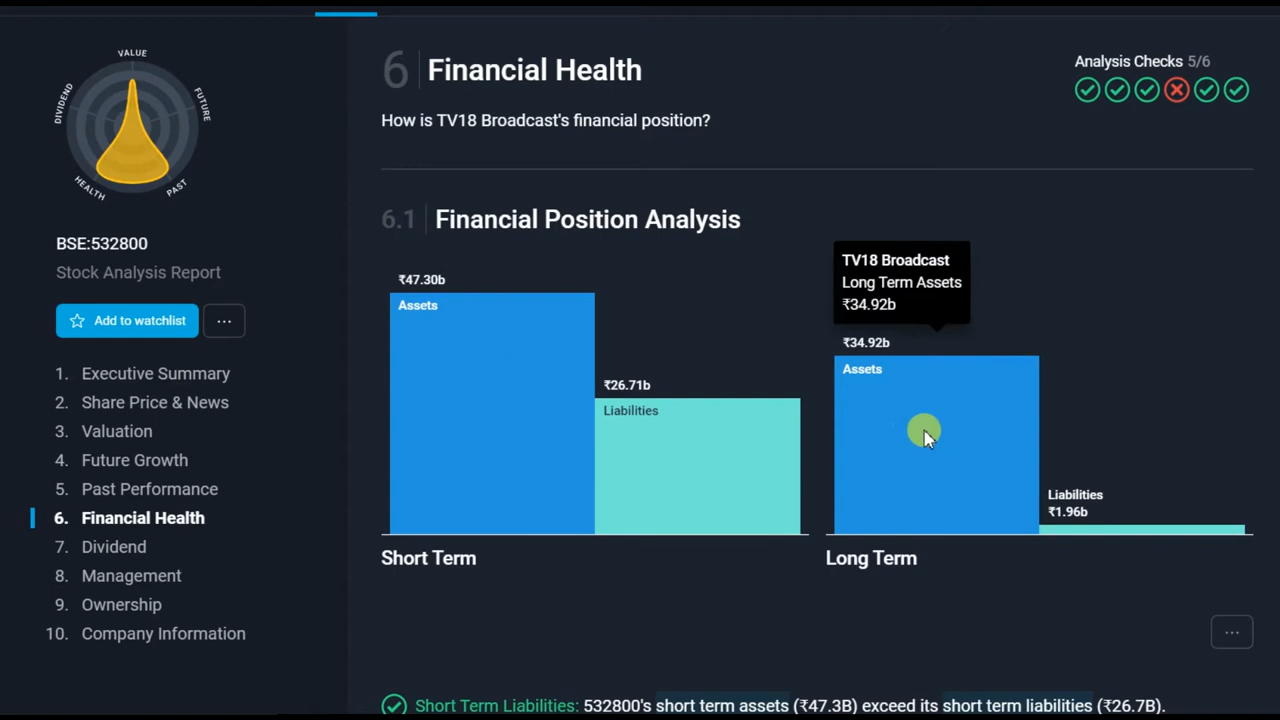 VALUE
FUTURE
PAST
HEALTH
DIVIDEND
BSE:532800
Stock Analysis Report
Add to watchlist
...
1. Executive Summary
2. Share Price & News
3. Valuation
4. Future Growth
5. Past Performance
6. Financial Health
7. Dividend
8. Management
9. Ownership
10. Company Information
6 Financial Health
Analysis Checks 5/6
How is TV18 Broadcast's financial position?
6.1 Financial Position Analysis
₹47.30b
Assets
₹26.71b
Liabilities
Short Term
TV18 Broadcast
Long Term Assets
₹34.92b
₹34.92b
Assets
Liabilities
₹1.96b
Long Term
...
Short Term Liabilities: 532800's short term assets (₹47.3B) exceed its short term liabilities (₹26.7B).